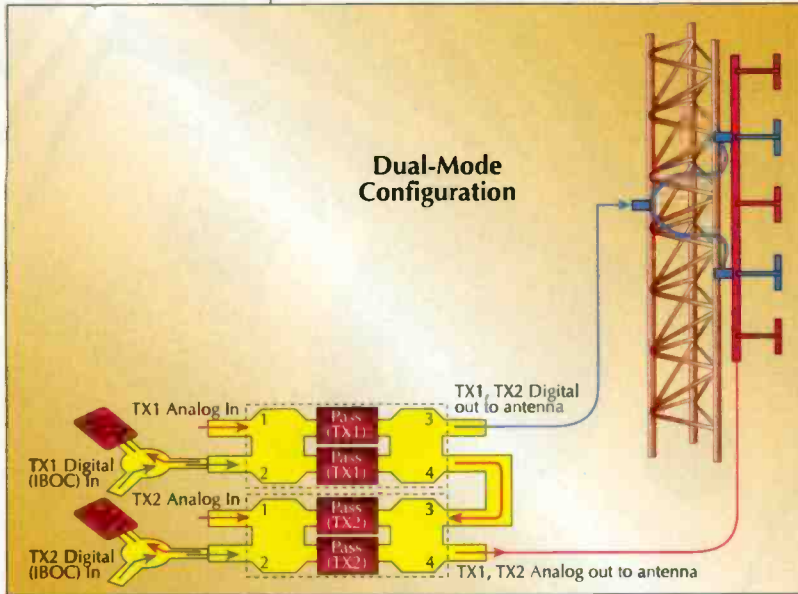 Dual-Mode
Configuration
TX1 Analog In
1
Pass
(TX1)
3
TX1, TX2 Digital
out to antenna
TX1 Digital
(IBOC) In
2
Pass
(TX1)
4
TX2 Analog In
1
Pass
(TX2)
3
TX2 Digital
(IBOC) In
2
Pass
(TX2)
4
TX1, TX2 Analog out to antenna